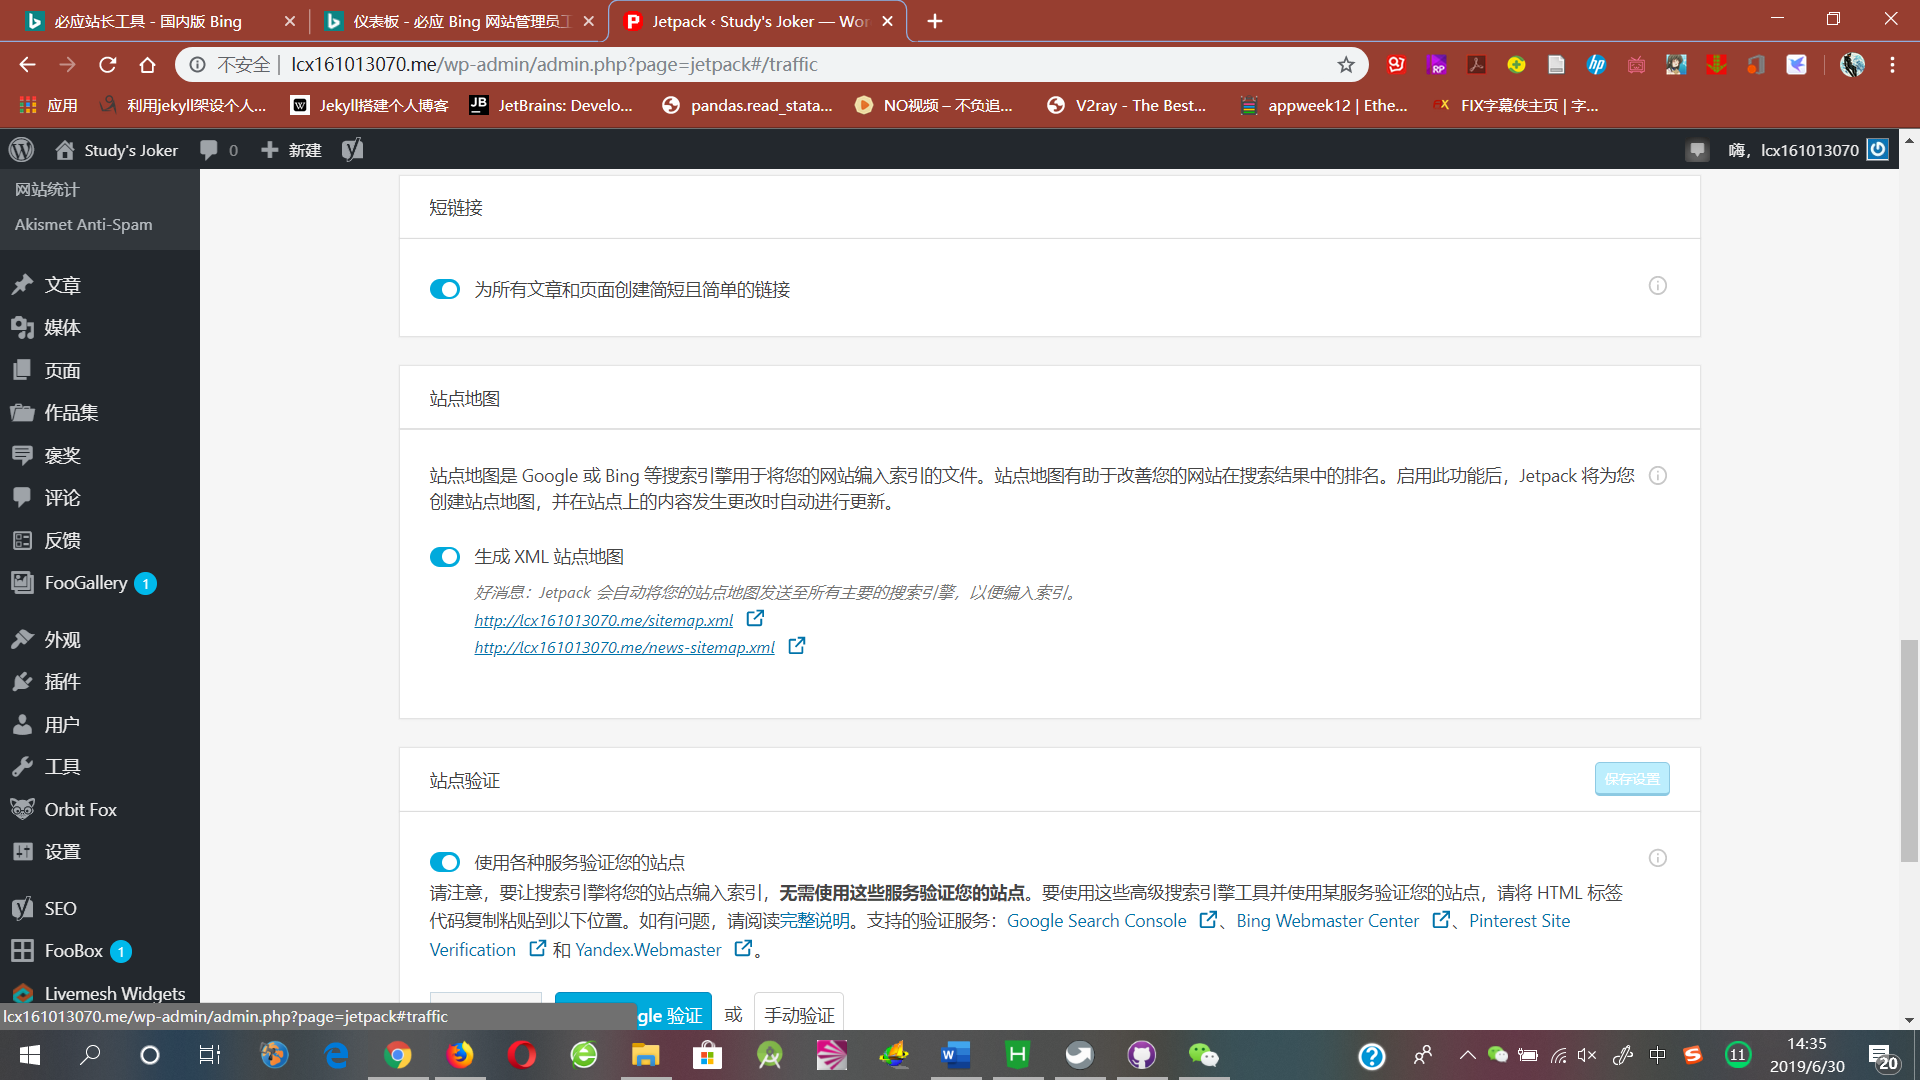 必应站长工具 - 国内版 Bing
仪表板 - 必应 Bing 网站管理员工
Jetpack ‹ Study's Joker — Wor
不安全 | lcx161013070.me/wp-admin/admin.php?page=jetpack#/traffic
应用
利用jekyll架设个人...
Jekyll搭建个人博客
JetBrains: Develo...
pandas.read_stata...
NO视频 – 不负追...
V2ray - The Best...
appweek12 | Ethe...
FIX字幕侠主页 | 字...
Study's Joker
0
新建
嗨，lcx161013070
网站统计
Akismet Anti-Spam
文章
媒体
页面
作品集
褒奖
评论
反馈
FooGallery 1
外观
插件
用户
工具
Orbit Fox
设置
SEO
FooBox 1
Livemesh Widgets
短链接
为所有文章和页面创建简短且简单的链接
站点地图
站点地图是 Google 或 Bing 等搜索引擎用于将您的网站编入索引的文件。站点地图有助于改善您的网站在搜索结果中的排名。启用此功能后，Jetpack 将为您
创建站点地图，并在站点上的内容发生更改时自动进行更新。
生成 XML 站点地图
好消息：Jetpack 会自动将您的站点地图发送至所有主要的搜索引擎，以便编入索引。
http://lcx161013070.me/sitemap.xml
http://lcx161013070.me/news-sitemap.xml
站点验证
保存设置
使用各种服务验证您的站点
请注意，要让搜索引擎将您的站点编入索引，无需使用这些服务验证您的站点。要使用这些高级搜索引擎工具并使用某服务验证您的站点，请将 HTML 标签
代码复制粘贴到以下位置。如有问题，请阅读完整说明。支持的验证服务：Google Search Console、Bing Webmaster Center、Pinterest Site
Verification 和 Yandex.Webmaster。
gle 验证
或
手动验证
lcx161013070.me/wp-admin/admin.php?page=jetpack#traffic
中
11
14:35
2019/6/30
20